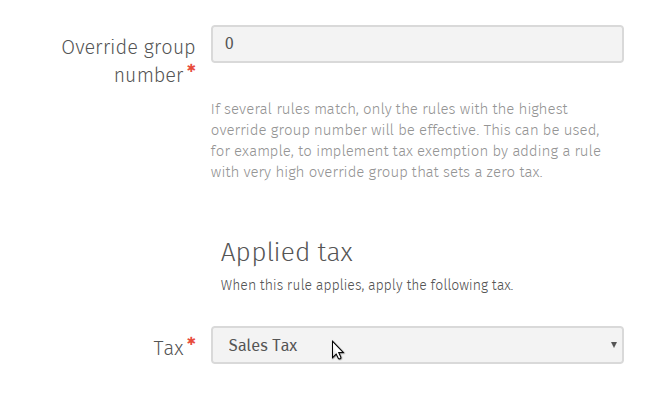 Override group
number *
0
If several rules match, only the rules with the highest
override group number will be effective. This can be used,
for example, to implement tax exemption by adding a rule
with very high override group that sets a zero tax.
Applied tax
When this rule applies, apply the following tax.
Tax *
Sales Tax